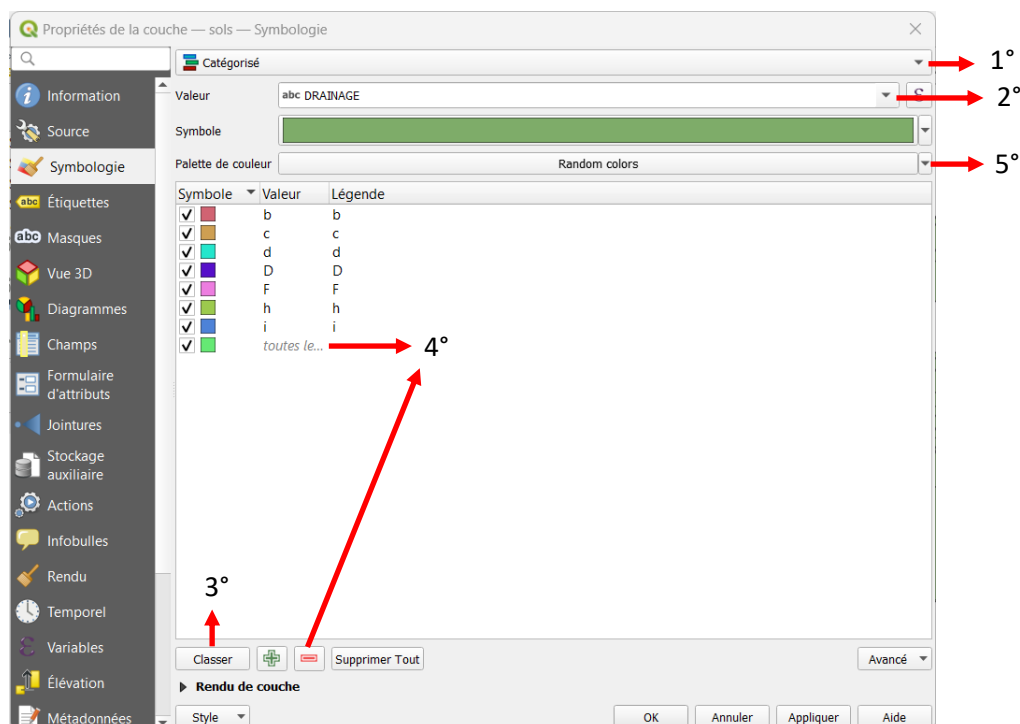 Propriétés de la couche — sols — Symbologie
Catégorisé
1°
Information
Valeur
abc DRAINAGE
ε
2°
Source
Symbole
Symbologie
Palette de couleur
Random colors
5°
Symbole Valeur Légende
abc Étiquettes
b b
c c
abc Masques
d d
Vue 3D
D D
F F
Diagrammes
h h
i i
Champs
toutes le...
4°
Formulaire
d'attributs
Jointures
Stockage
auxiliaire
Actions
Infobulles
Rendu
3°
Temporel
ε Variables
Classer
Supprimer Tout
Avancé
Élévation
Rendu de couche
Métadonnées
Style
OK
Annuler
Appliquer
Aide